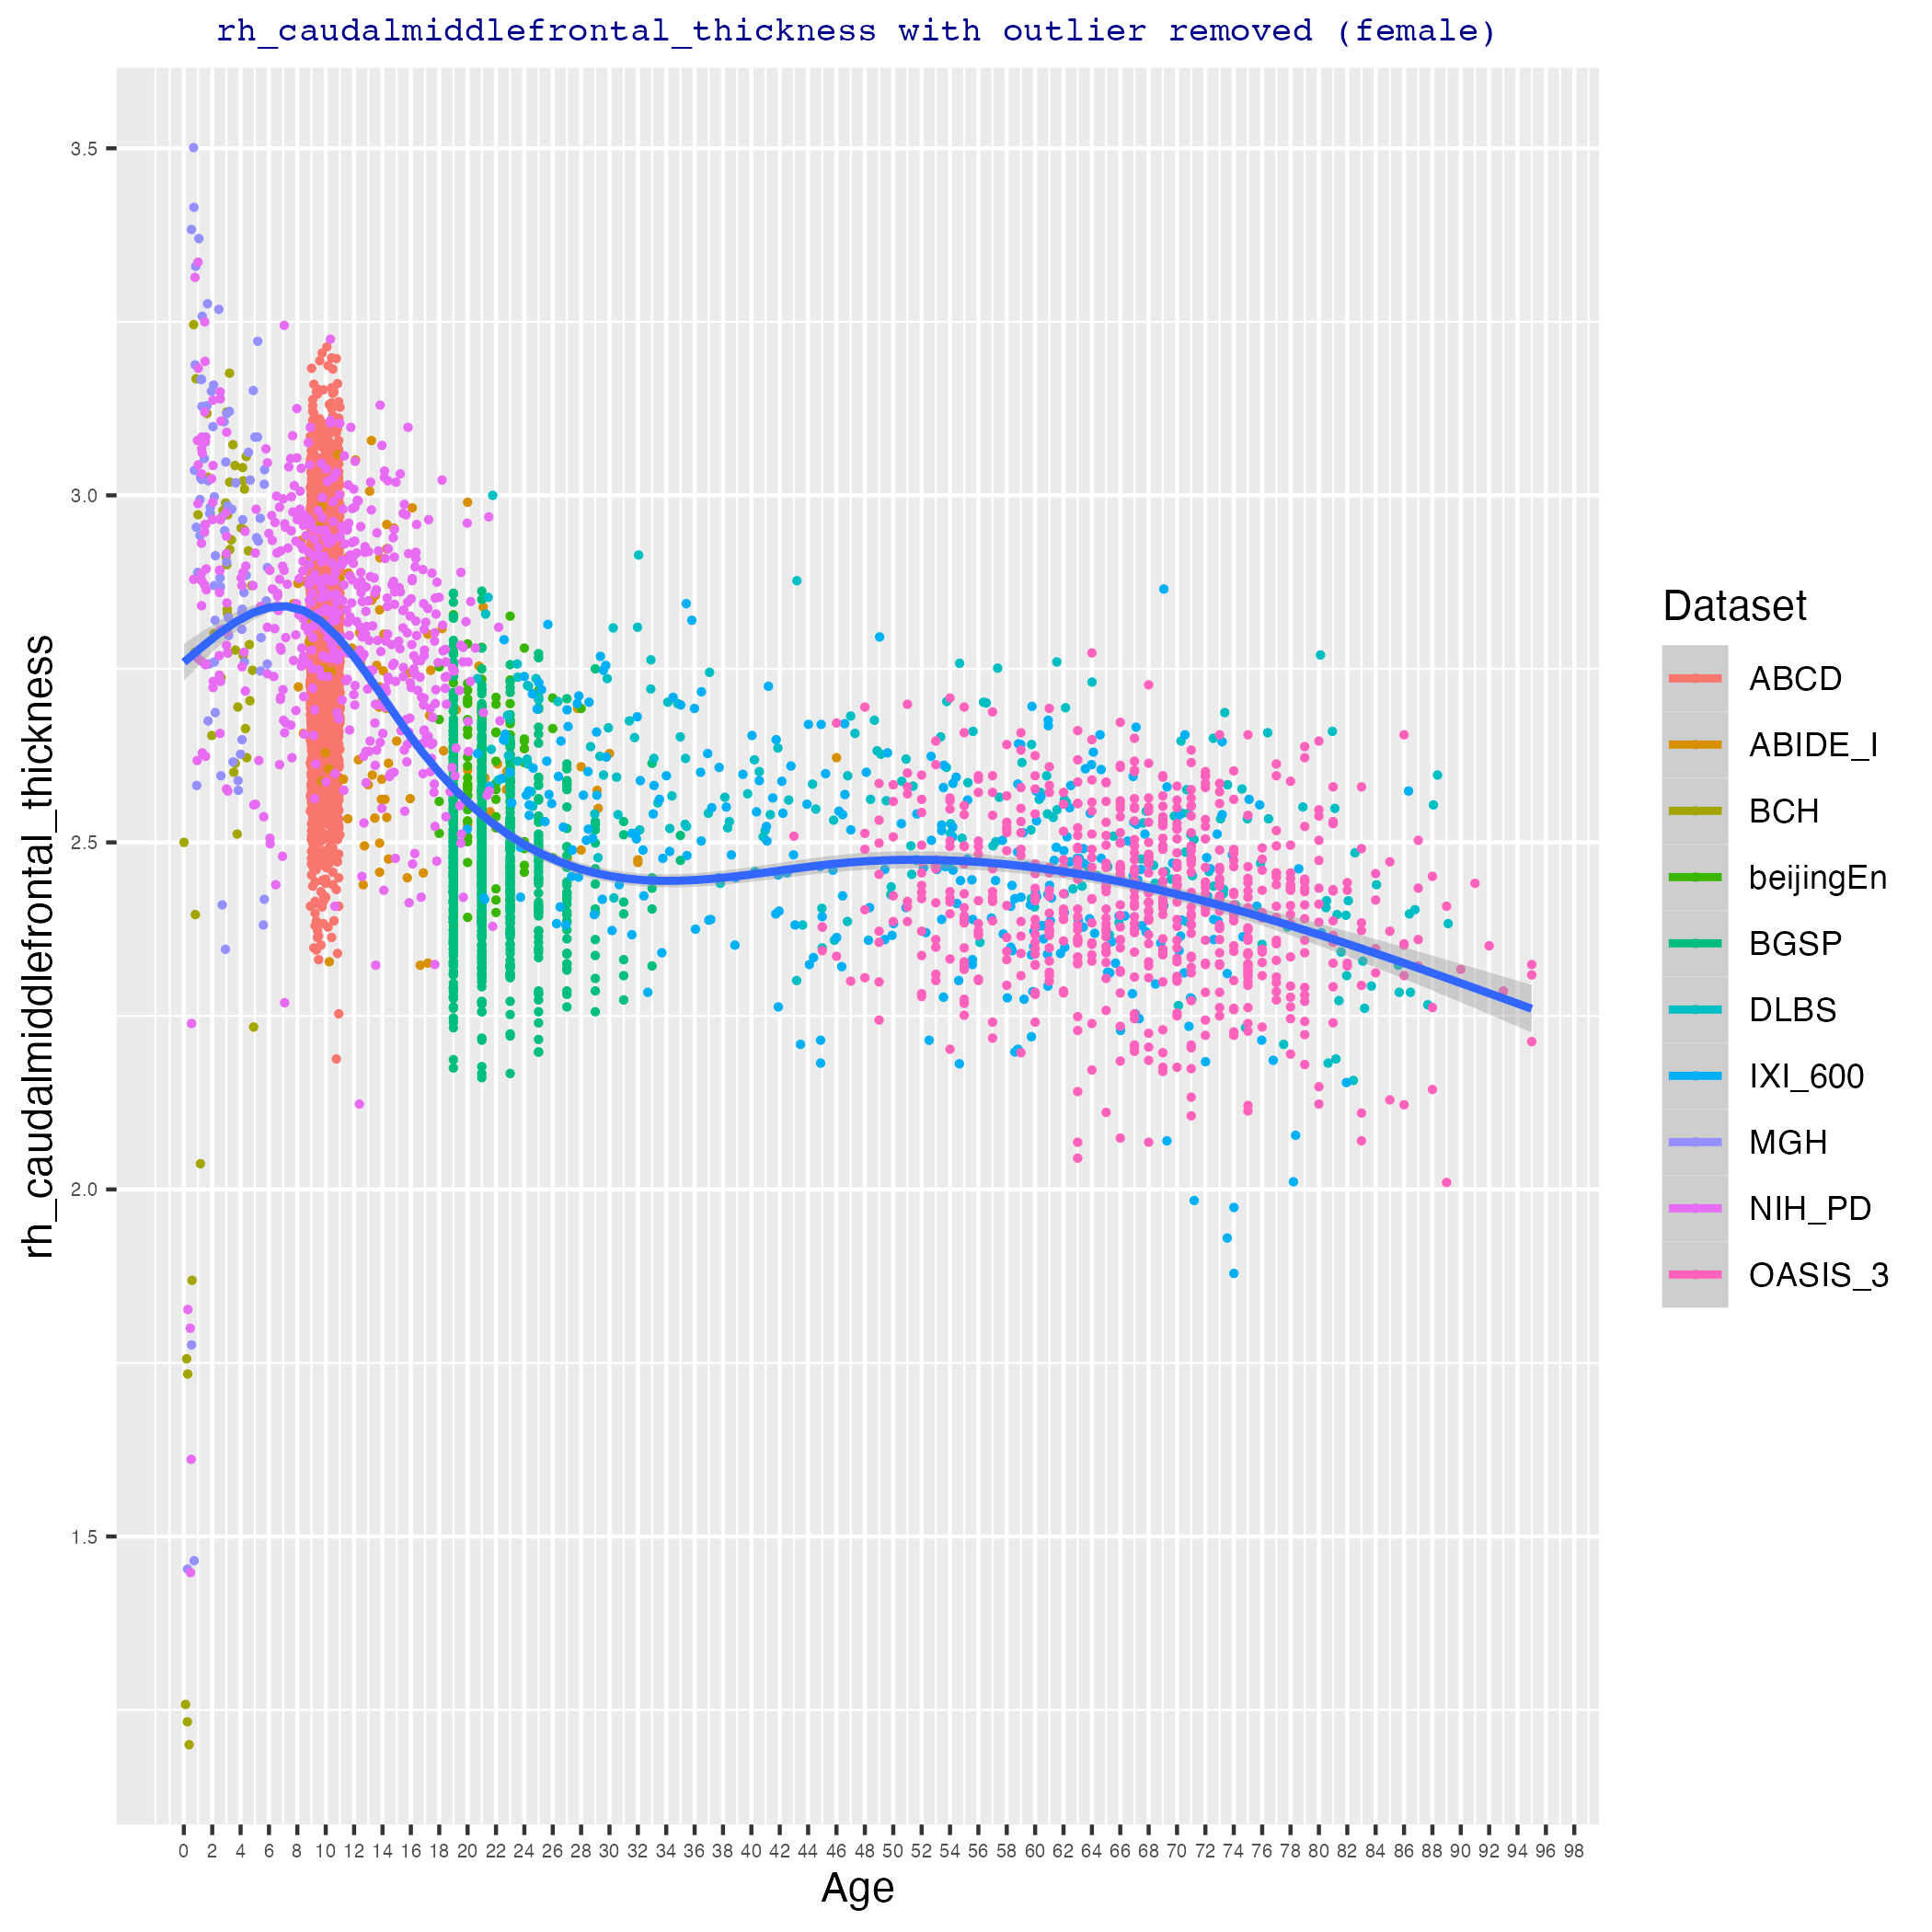 rh_caudalmiddlefrontal_thickness with outlier removed (female)
rh_caudalmiddlefrontal_thickness
3.5
3.0
2.5
2.0
1.5
0 2 4 6 8 10 12 14 16 18 20 22 24 26 28 30 32 34 36 38 40 42 44 46 48 50 52 54 56 58 60 62 64 66 68 70 72 74 76 78 80 82 84 86 88 90 92 94 96 98
Age
Dataset
ABCD
ABIDE_I
BCH
beijingEn
BGSP
DLBS
IXI_600
MGH
NIH_PD
OASIS_3